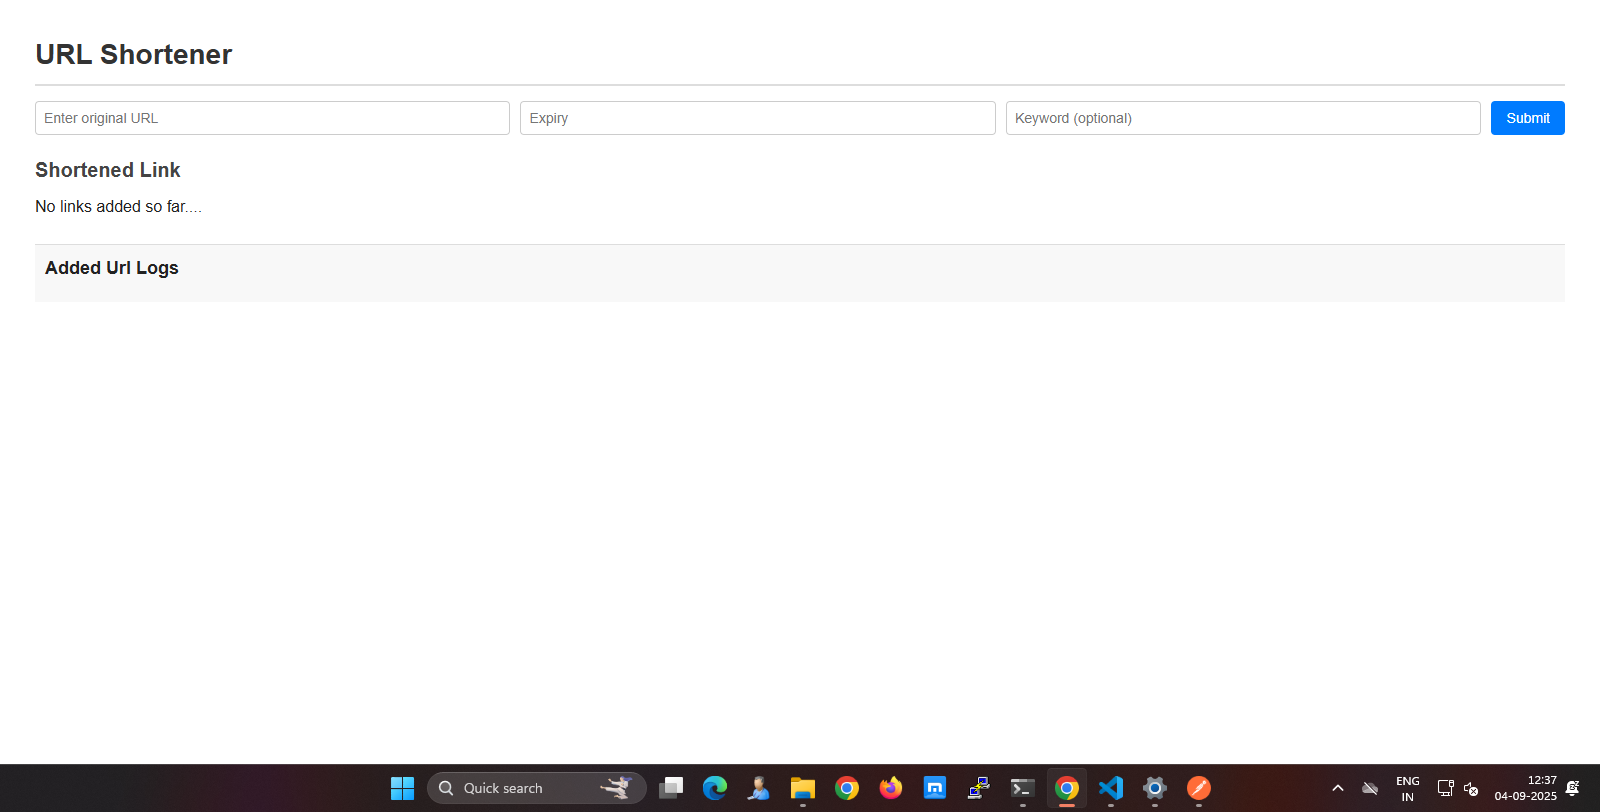 URL Shortener
Enter original URL
Expiry
Keyword (optional)
Submit
Shortened Link
No links added so far....
Added Url Logs
Quick search
ENG
IN
12:37
04-09-2025